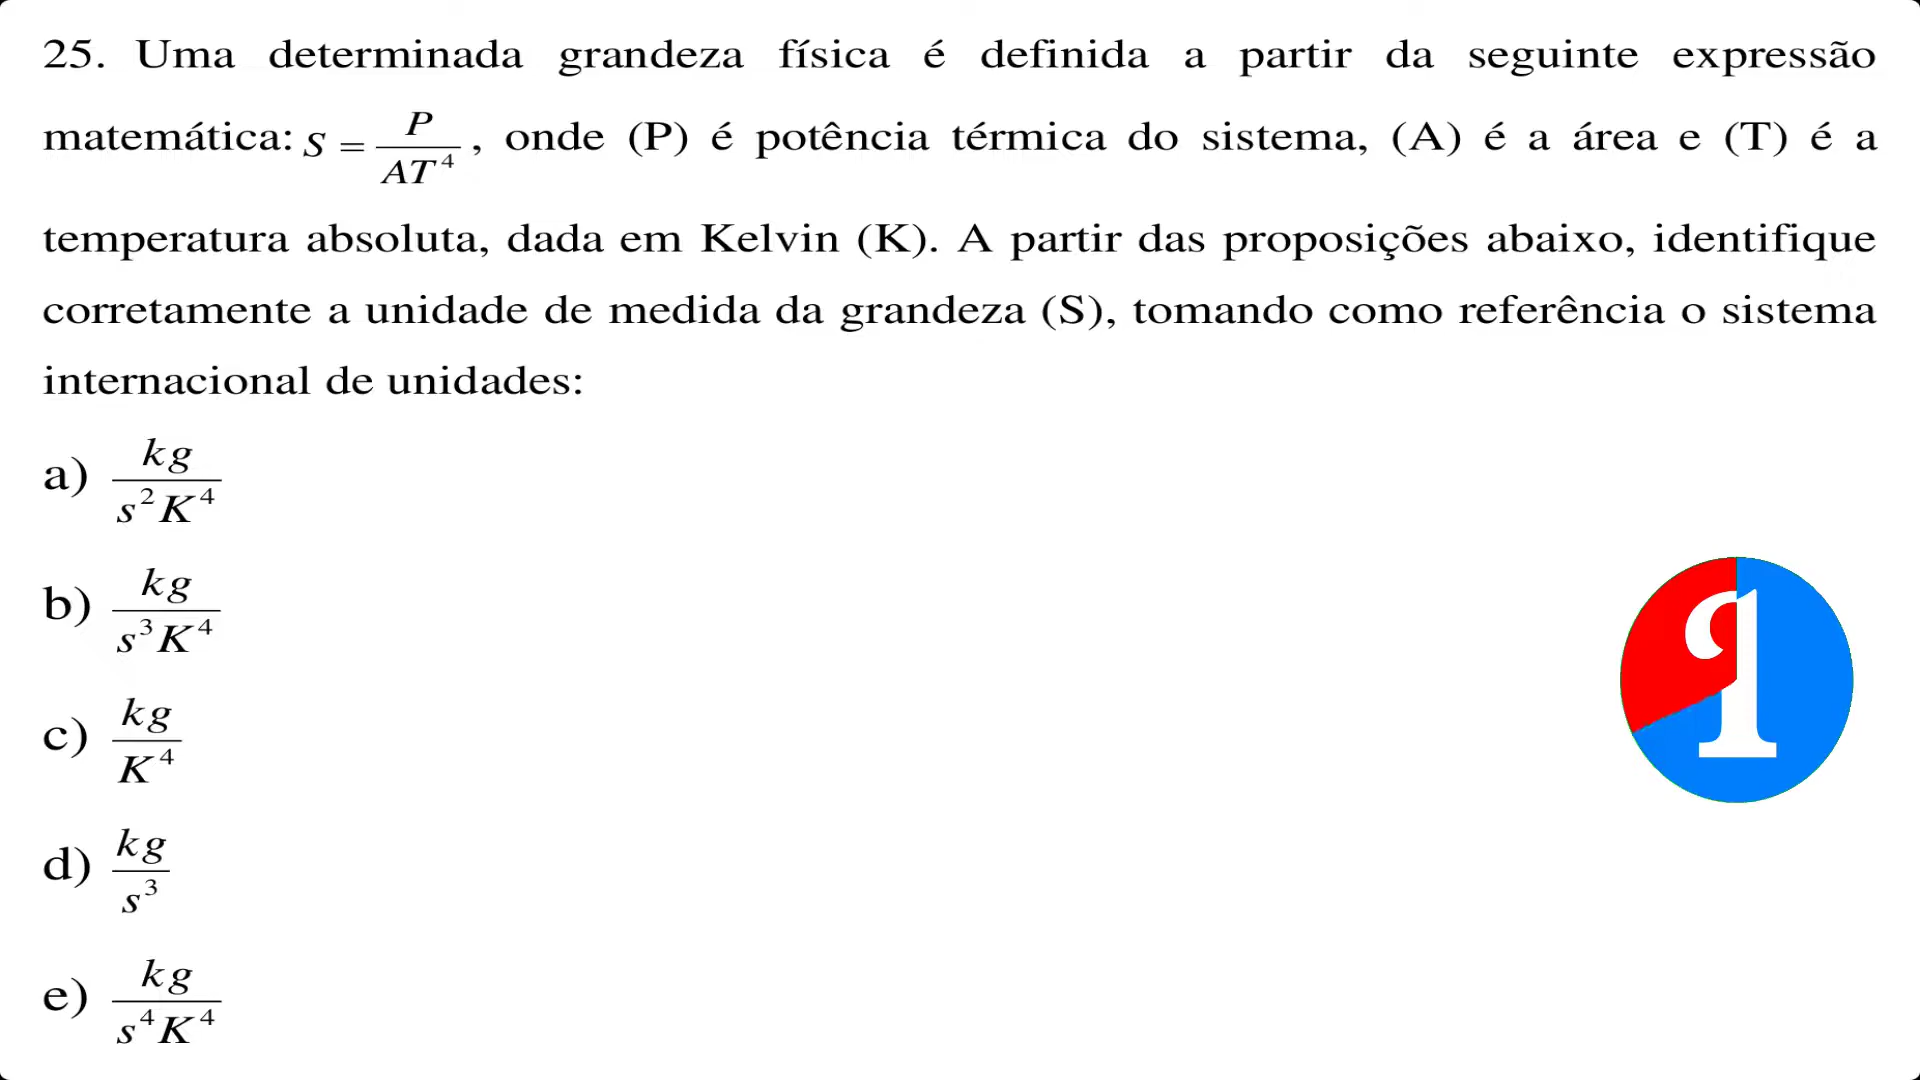 25. Uma determinada grandeza física é definida a partir da seguinte expressão
matemática: S = P / AT⁴, onde (P) é potência térmica do sistema, (A) é a área e (T) é a
temperatura absoluta, dada em Kelvin (K). A partir das proposições abaixo, identifique
corretamente a unidade de medida da grandeza (S), tomando como referência o sistema
internacional de unidades:
a) kg / s²K⁴
b) kg / s³K⁴
c) kg / K⁴
d) kg / s³
e) kg / s⁴K⁴